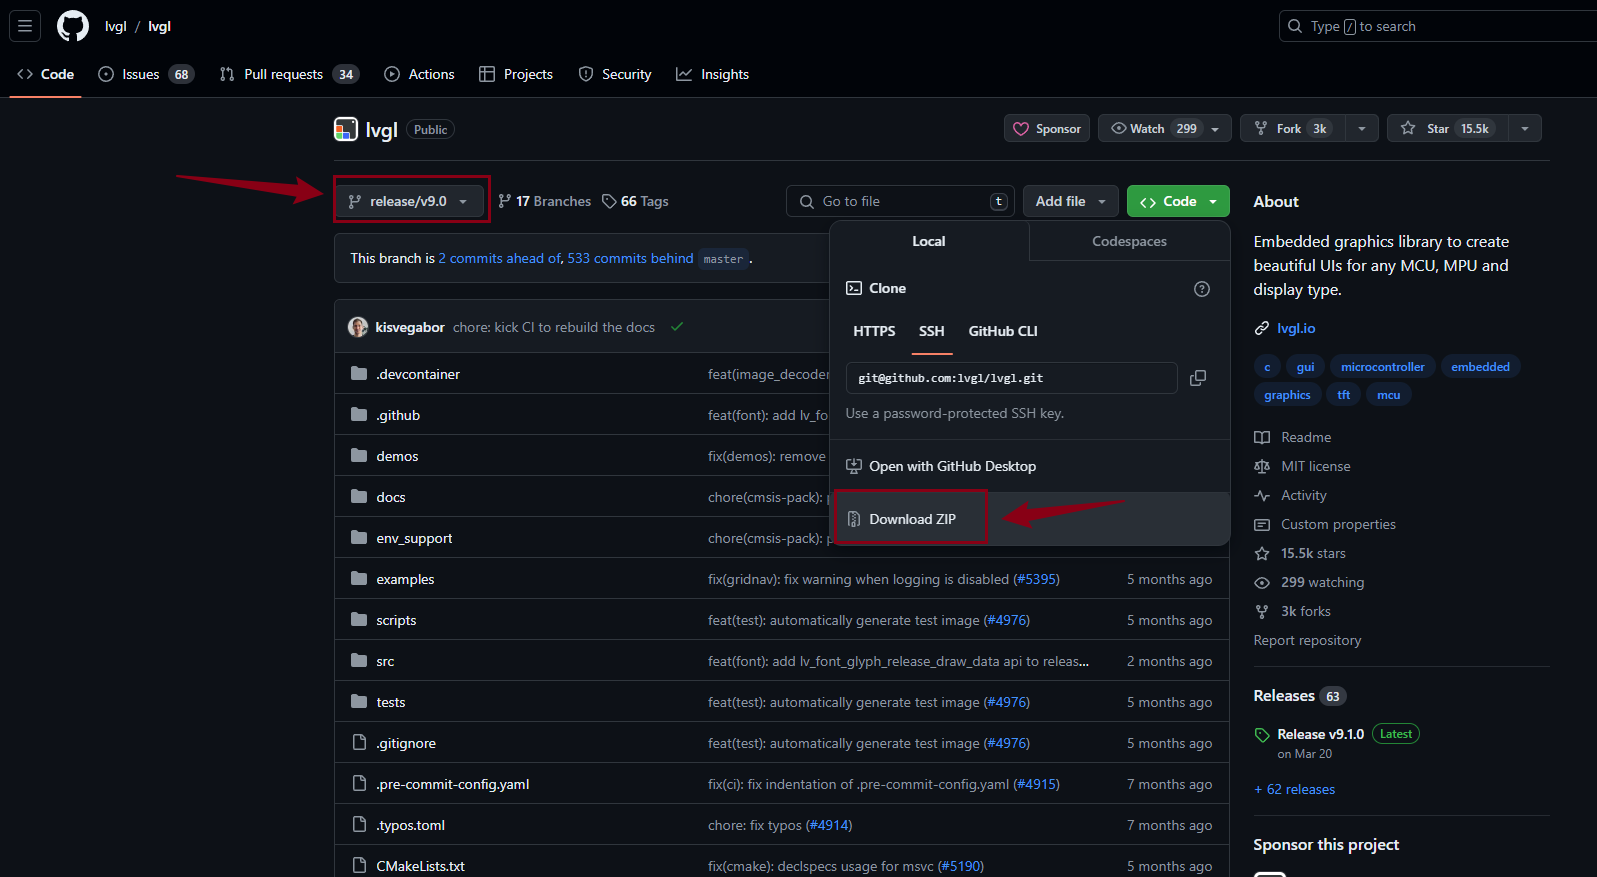 lvgl / lvgl
Type / to search
Code Issues 68 Pull requests 34 Actions Projects Security Insights
lvgl Public
Sponsor Watch 299 Fork 3k Star 15.5k
release/v9.0 17 Branches 66 Tags Go to file t Add file Code
This branch is 2 commits ahead of, 533 commits behind master .
Local Codespaces
Clone
HTTPS SSH GitHub CLI
git@github.com:lvgl/lvgl.git
Use a password-protected SSH key.
Open with GitHub Desktop
Download ZIP
kisvegabor chore: kick CI to rebuild the docs
.devcontainer feat(image_decoder
.github feat(font): add lv_fo
demos fix(demos): remove
docs chore(cmsis-pack):
env_support chore(cmsis-pack):
examples fix(gridnav): fix warning when logging is disabled (#5395) 5 months ago
scripts feat(test): automatically generate test image (#4976) 5 months ago
src feat(font): add lv_font_glyph_release_draw_data api to releas... 2 months ago
tests feat(test): automatically generate test image (#4976) 5 months ago
.gitignore feat(test): automatically generate test image (#4976) 5 months ago
.pre-commit-config.yaml fix(ci): fix indentation of .pre-commit-config.yaml (#4915) 7 months ago
.typos.toml chore: fix typos (#4914) 7 months ago
CMakeLists.txt fix(cmake): declspecs usage for msvc (#5190) 5 months ago
About
Embedded graphics library to create
beautiful UIs for any MCU, MPU and
display type.
lvgl.io
c gui microcontroller embedded
graphics tft mcu
Readme
MIT license
Activity
Custom properties
15.5k stars
299 watching
3k forks
Report repository
Releases 63
Release v9.1.0 Latest
on Mar 20
+ 62 releases
Sponsor this project